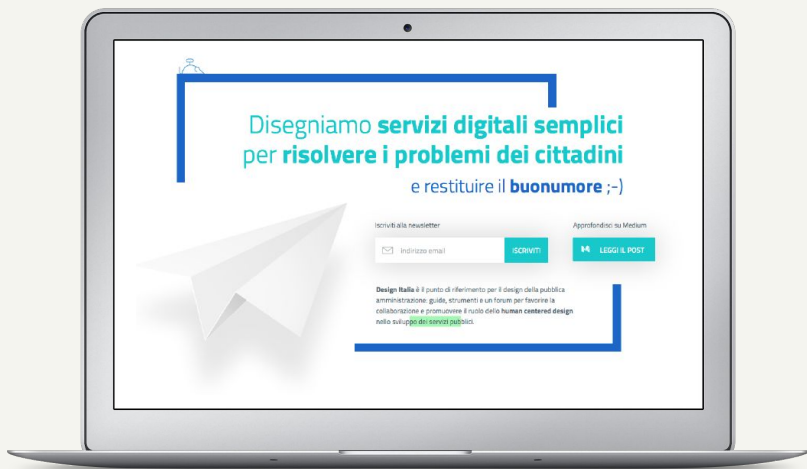 Disegniamo servizi digitali semplici
per risolvere i problemi dei cittadini
e restituire il buonumore ;-)
Iscriviti alla newsletter
Indirizzo email
ISCRIVITI
Approfondisci su Medium
LEGGI IL POST
Design Italia è il punto di riferimento per il design della pubblica
amministrazione: guide, strumenti e un forum per favorire la
collaborazione e promuovere il ruolo dello human centered design
nello sviluppo dei servizi pubblici.